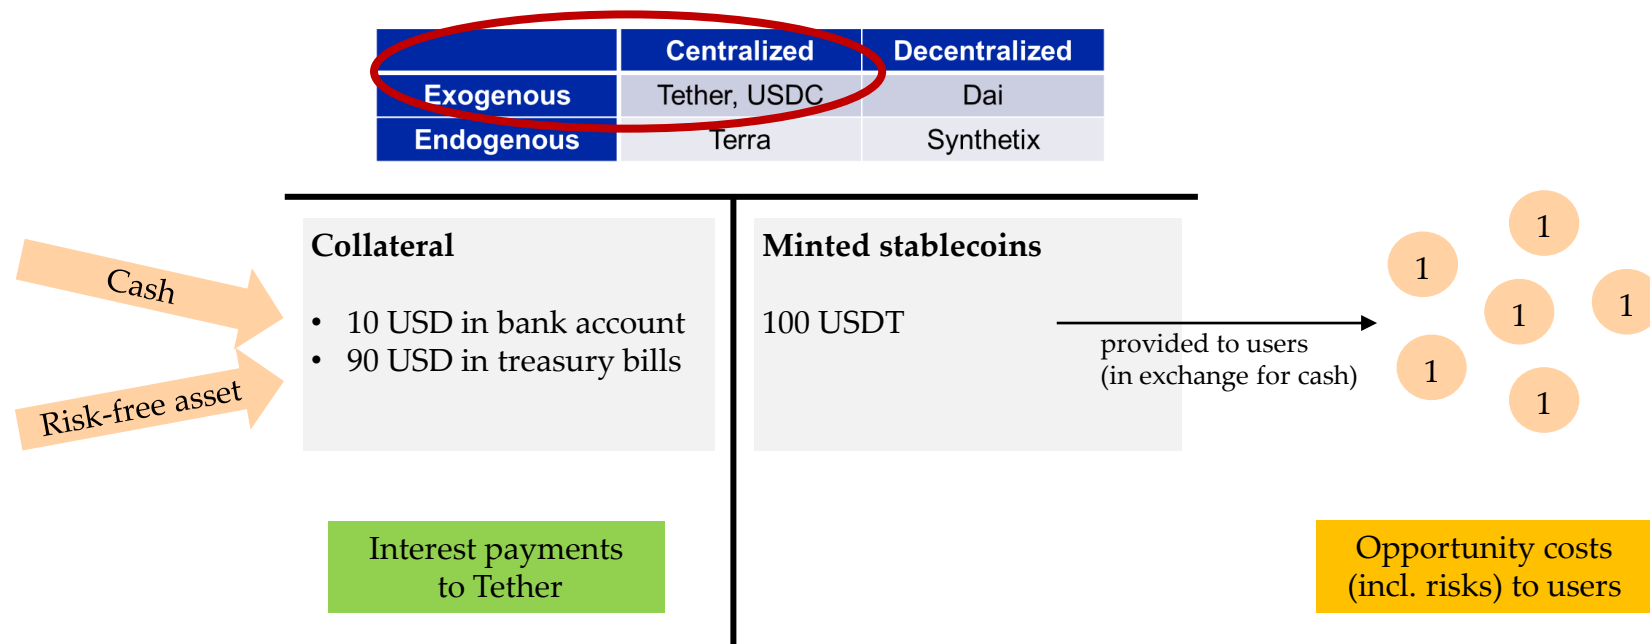 Centralized Decentralized
Exogenous Tether, USDC Dai
Endogenous Terra Synthetix
Cash
Risk-free asset
Collateral
• 10 USD in bank account
• 90 USD in treasury bills
Minted stablecoins
100 USDT
provided to users
(in exchange for cash)
1
1
1
1
1
1
Interest payments
to Tether
Opportunity costs
(incl. risks) to users